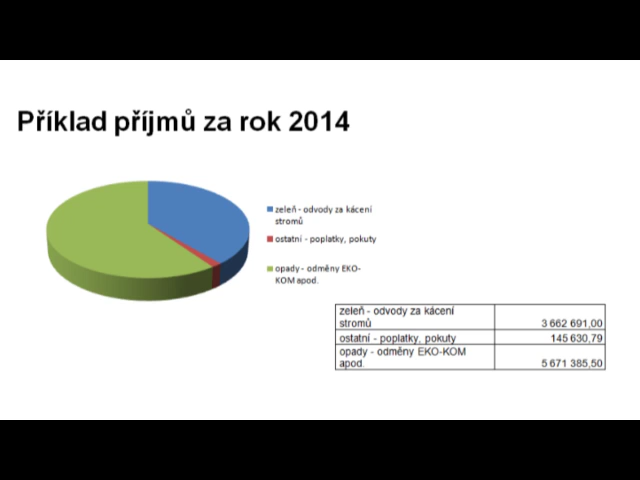 Příklad příjmů za rok 2014
zeleň - odvody za kácení
stromů
ostatní - poplatky, pokuty
opady - odměny EKO-
KOM apod.
zeleň - odvody za kácení
stromů 3 662 691,00
ostatní - poplatky, pokuty 145 630,79
opady - odměny EKO-KOM
apod. 5 671 385,50